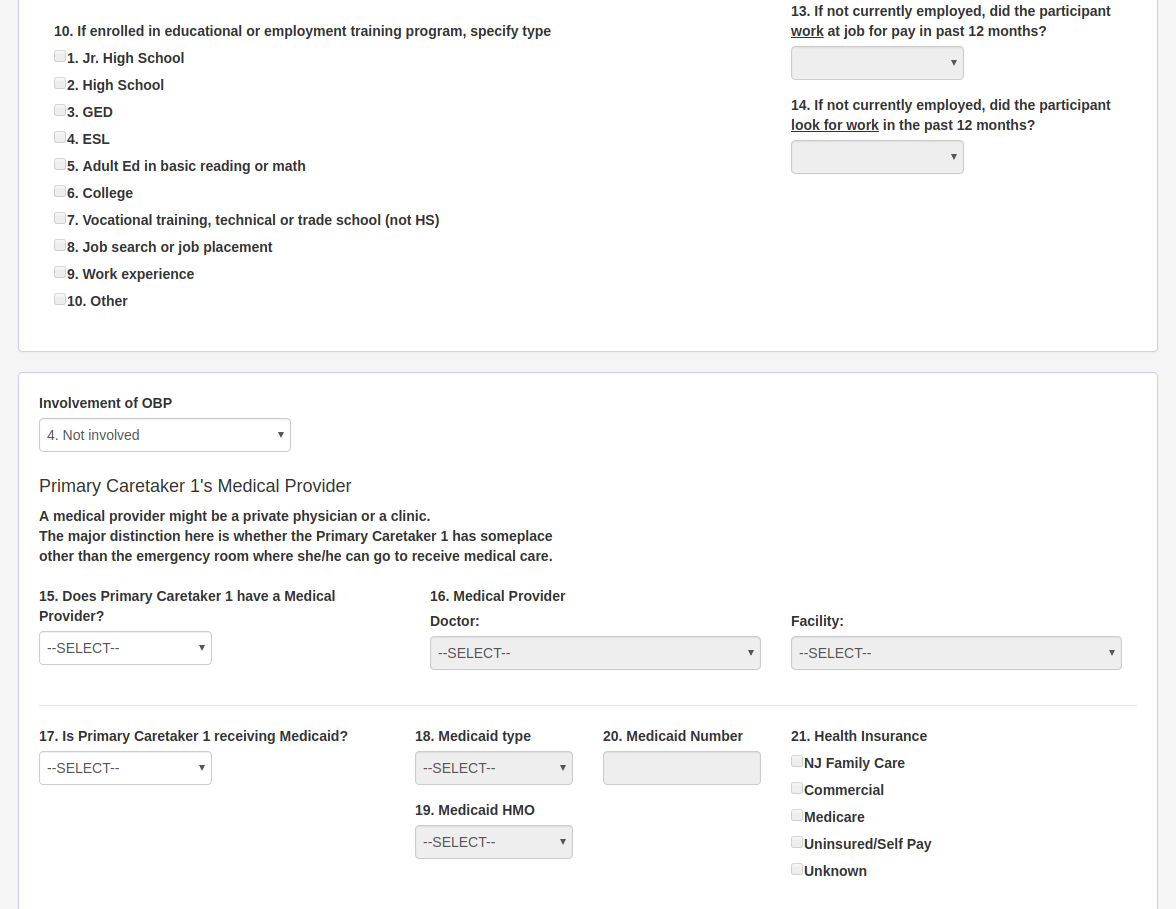 10. If enrolled in educational or employment training program, specify type
1. Jr. High School
2. High School
3. GED
4. ESL
5. Adult Ed in basic reading or math
6. College
7. Vocational training, technical or trade school (not HS)
8. Job search or job placement
9. Work experience
10. Other
13. If not currently employed, did the participant
work at job for pay in past 12 months?
14. If not currently employed, did the participant
look for work in the past 12 months?
Involvement of OBP
4. Not involved
Primary Caretaker 1's Medical Provider
A medical provider might be a private physician or a clinic.
The major distinction here is whether the Primary Caretaker 1 has someplace
other than the emergency room where she/he can go to receive medical care.
15. Does Primary Caretaker 1 have a Medical
Provider?
--SELECT--
16. Medical Provider
Doctor:
--SELECT--
Facility:
--SELECT--
17. Is Primary Caretaker 1 receiving Medicaid?
--SELECT--
18. Medicaid type
--SELECT--
19. Medicaid HMO
--SELECT--
20. Medicaid Number
21. Health Insurance
NJ Family Care
Commercial
Medicare
Uninsured/Self Pay
Unknown